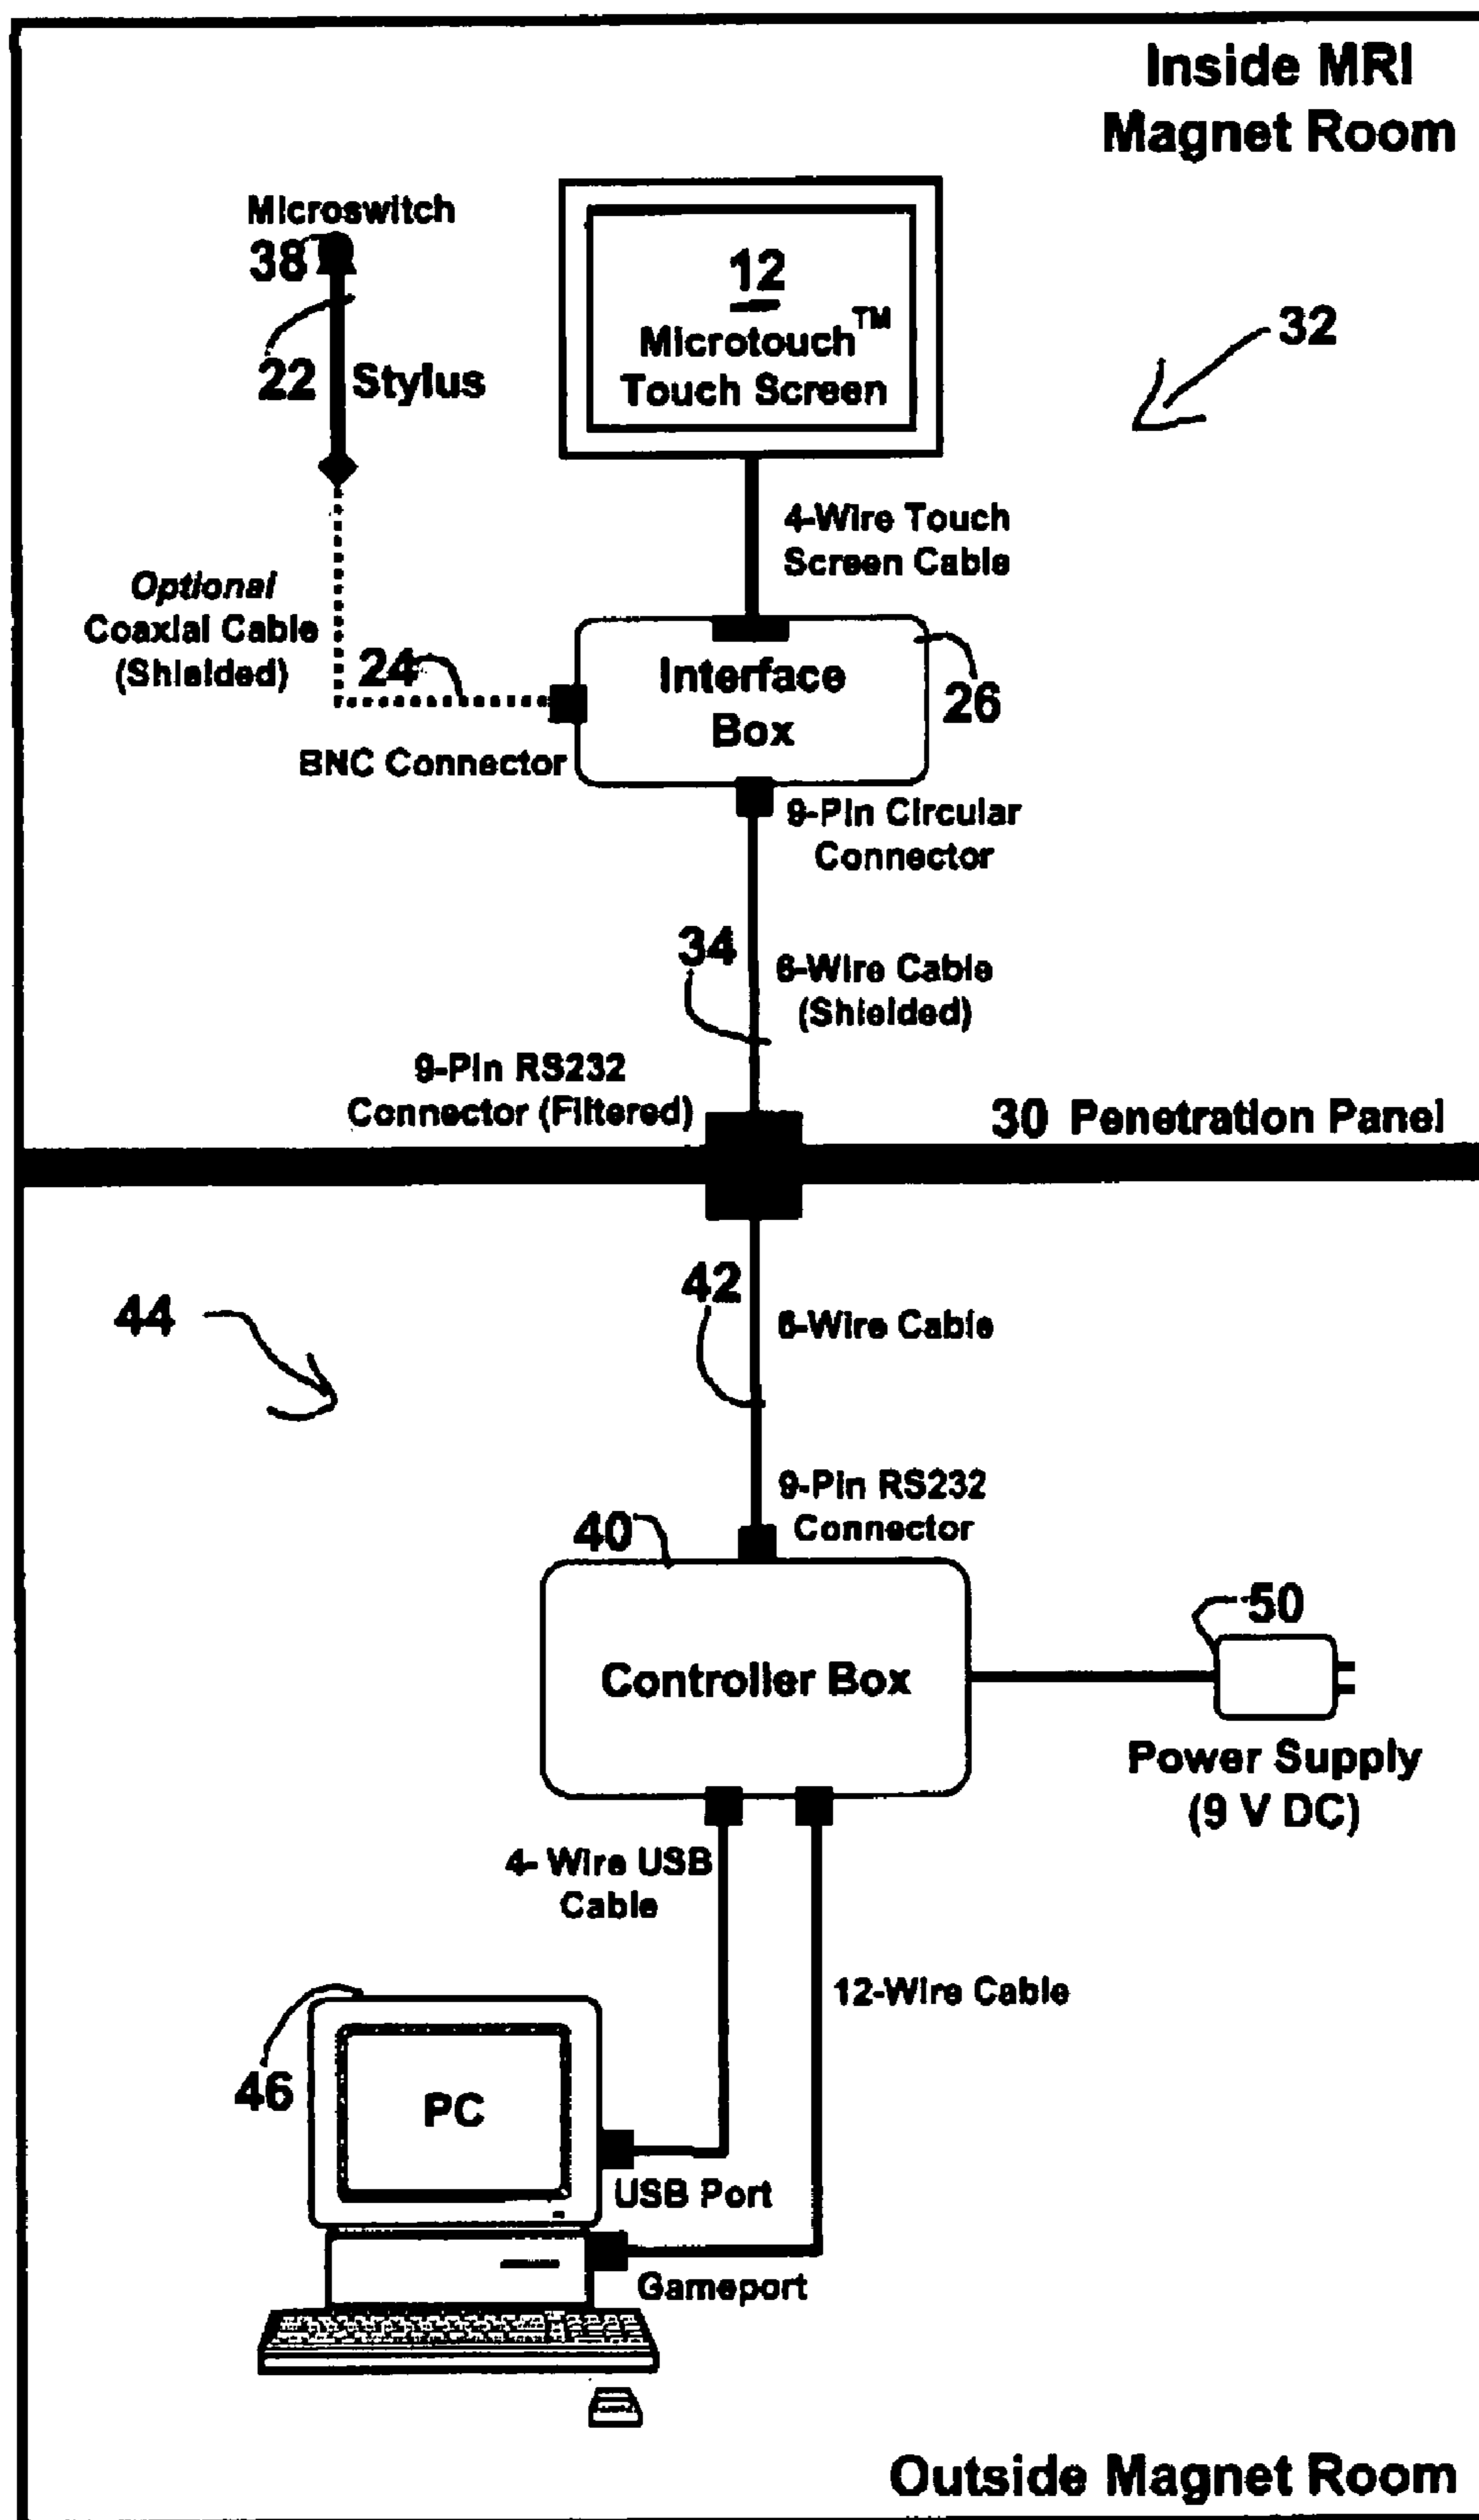 Inside MRI
Magnet Room
Microswitch
38
12
Microtouch™
Touch Screen
32
22 Stylus
4-Wire Touch
Screen Cable
Optional
Coaxial Cable
(Shielded)
24
Interface
Box
26
BNC Connector
9-Pin Circular
Connector
34
6-Wire Cable
(Shielded)
9-Pin RS232
Connector (Filtered)
30 Penetration Panel
42
44
6-Wire Cable
9-Pin RS232
Connector
40
50
Controller Box
Power Supply
(9 V DC)
4- Wire USB
Cable
12-Wire Cable
46
PC
USB Port
Gameport
Outside Magnet Room